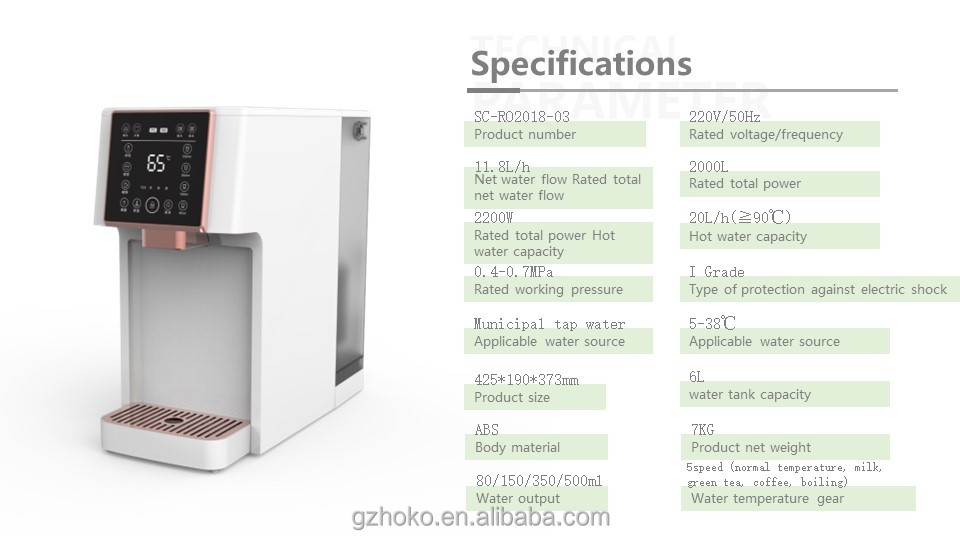 TECHNICAL
Specifications
PARAMETER
SC-RO2018-03
Product number
220V/50Hz
Rated voltage/frequency
11.8L/h
Net water flow Rated total
net water flow
2000L
Rated total power
2200W
Rated total power Hot
water capacity
20L/h(≧90℃)
Hot water capacity
0.4-0.7MPa
Rated working pressure
I Grade
Type of protection against electric shock
Municipal tap water
Applicable water source
5-38℃
Applicable water source
425*190*373mm
Product size
6L
water tank capacity
ABS
Body material
7KG
Product net weight
80/150/350/500ml
Water output
5speed (normal temperature, milk,
green tea, coffee, boiling)
Water temperature gear
65℃
gzhoko.en.alibaba.com